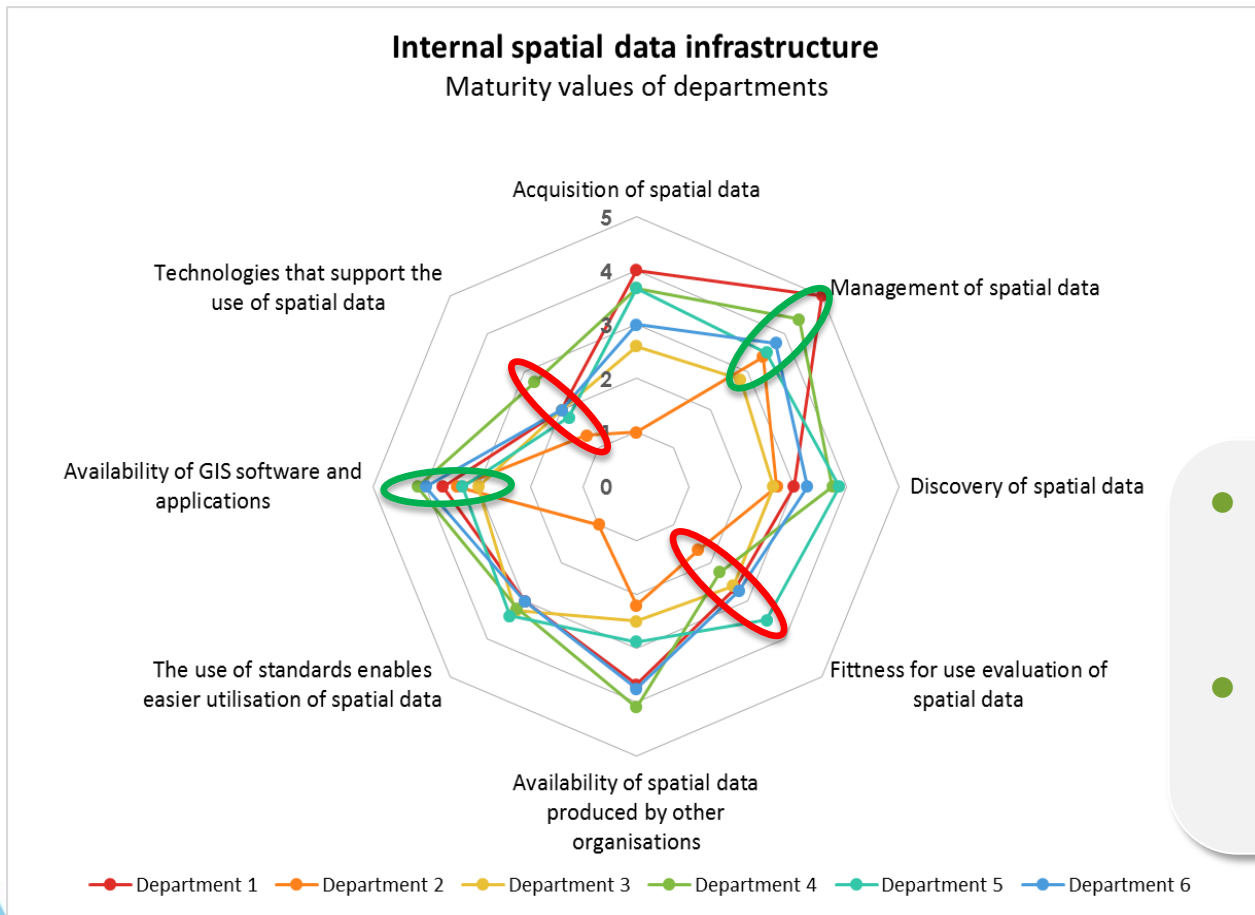 Internal spatial data infrastructure
Maturity values of departments
Acquisition of spatial data
5
4
3
2
1
0
Technologies that support the
use of spatial data
Management of spatial data
Availability of GIS software and
applications
Discovery of spatial data
The use of standards enables
easier utilisation of spatial data
Fittness for use evaluation of
spatial data
Availability of spatial data
produced by other
organisations
Department 1 Department 2 Department 3 Department 4 Department 5 Department 6